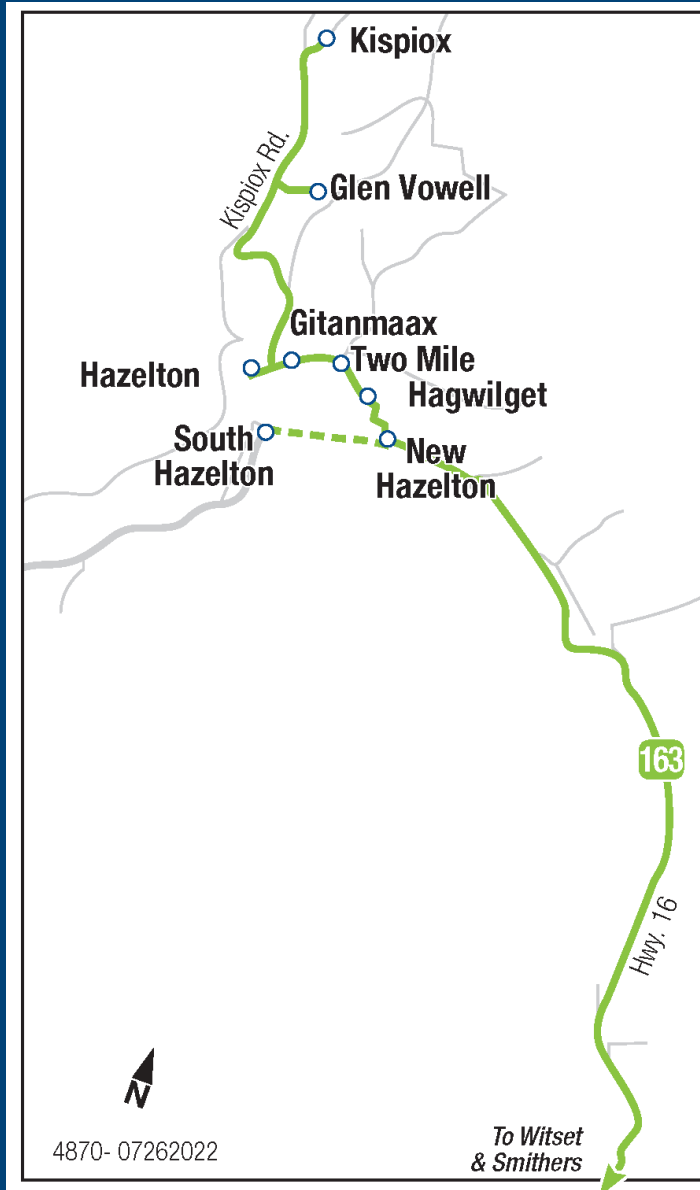 Kispiox
Kispiox Rd.
Glen Vowell
Gitanmaax
Two Mile
Hazelton
Hagwilget
South
Hazelton
New
Hazelton
163
Hwy. 16
N
4870- 07262022
To Witset
& Smithers